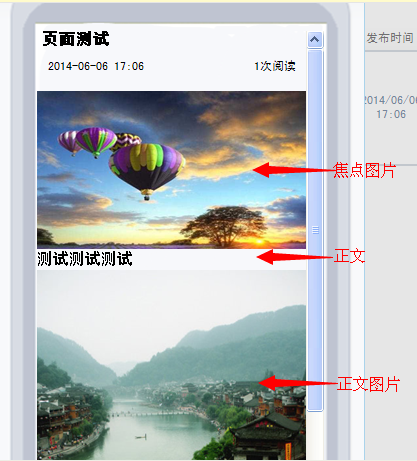 页面测试
发布时间
2014-06-06 17:06
1次阅读
2014/06/06
17:06
焦点图片
测试测试测试
正文
正文图片